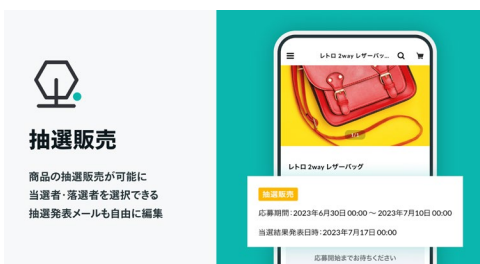 抽選販売
商品の抽選販売が可能に
当選者・落選者を選択できる
抽選発表メールも自由に編集
レトロ 2way レザーバッ...
1/1
レトロ 2way レザーバッグ
抽選販売
応募期間：2023年6月30日 00:00 〜 2023年7月10日 00:00
当選結果発表日時：2023年7月17日 00:00
応募開始までお待ちください